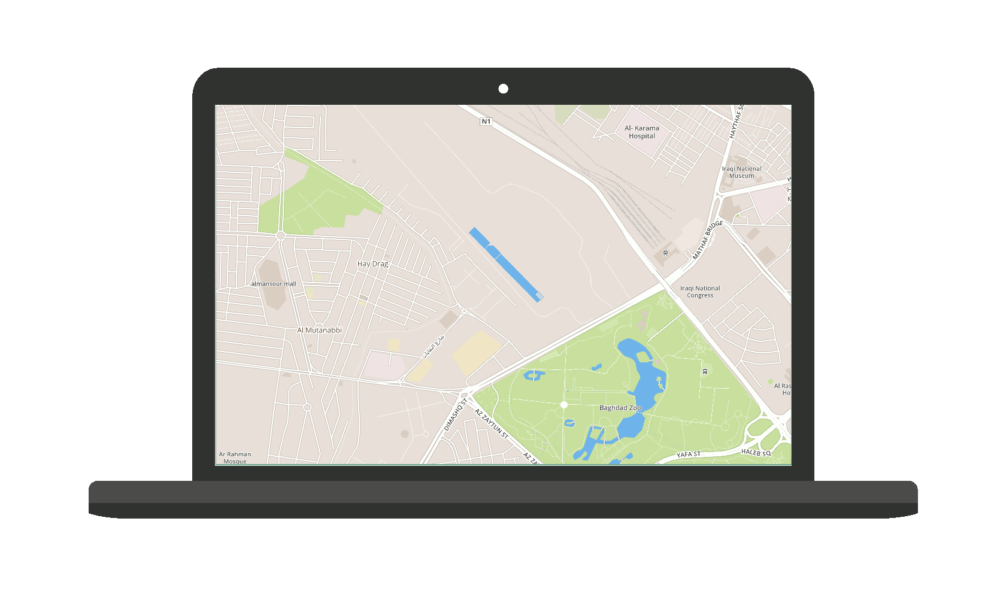 N1
HAYTHAF
Al- Karama
Hospital
Iraqi National
Museum
MATHAF BRIDGE
Hay Drag
almansour mall
Iraqi National
Congress
Al Mutanabbi
شارع النقابات
Al Ras
Ho
Baghdad Zoo
DIMASHQ ST
AZ ZAYTUN ST
AZ ZA
YAFA ST
HALEB SQ
Ar Rahman
Mosque